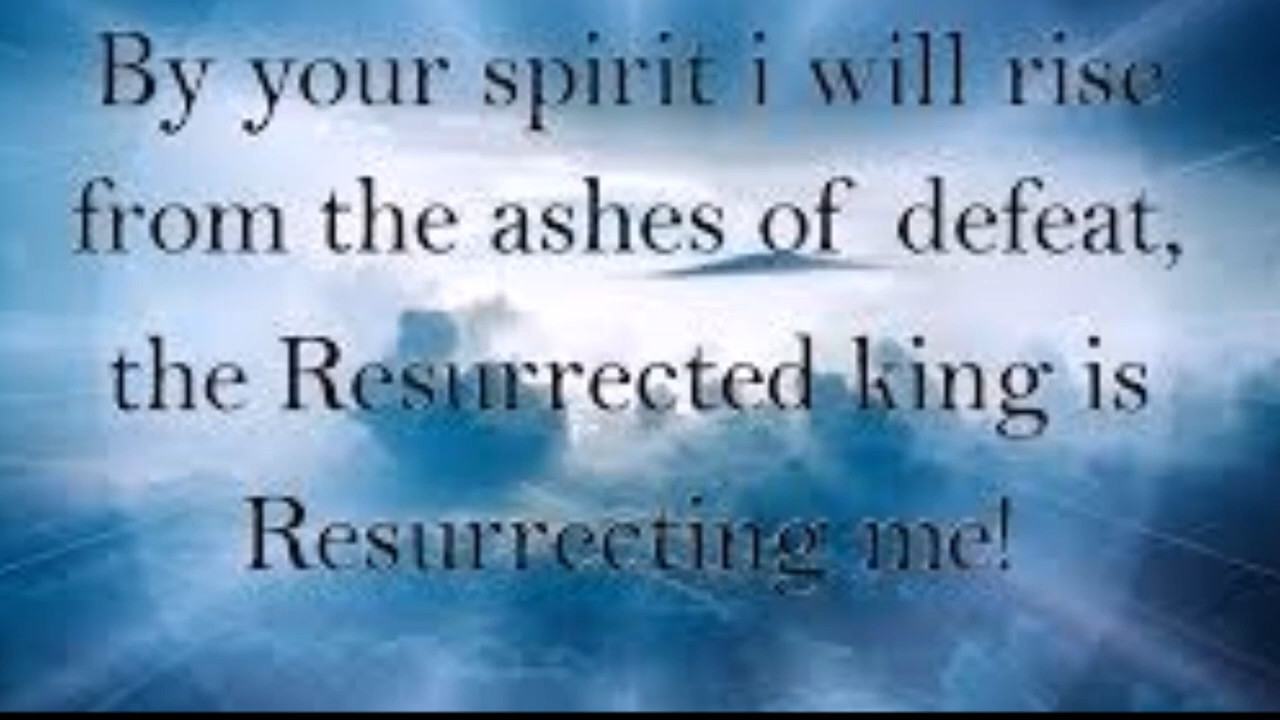 By your spirit i will rise
from the ashes of defeat,
the Resurrected king is
Resurrecting me!